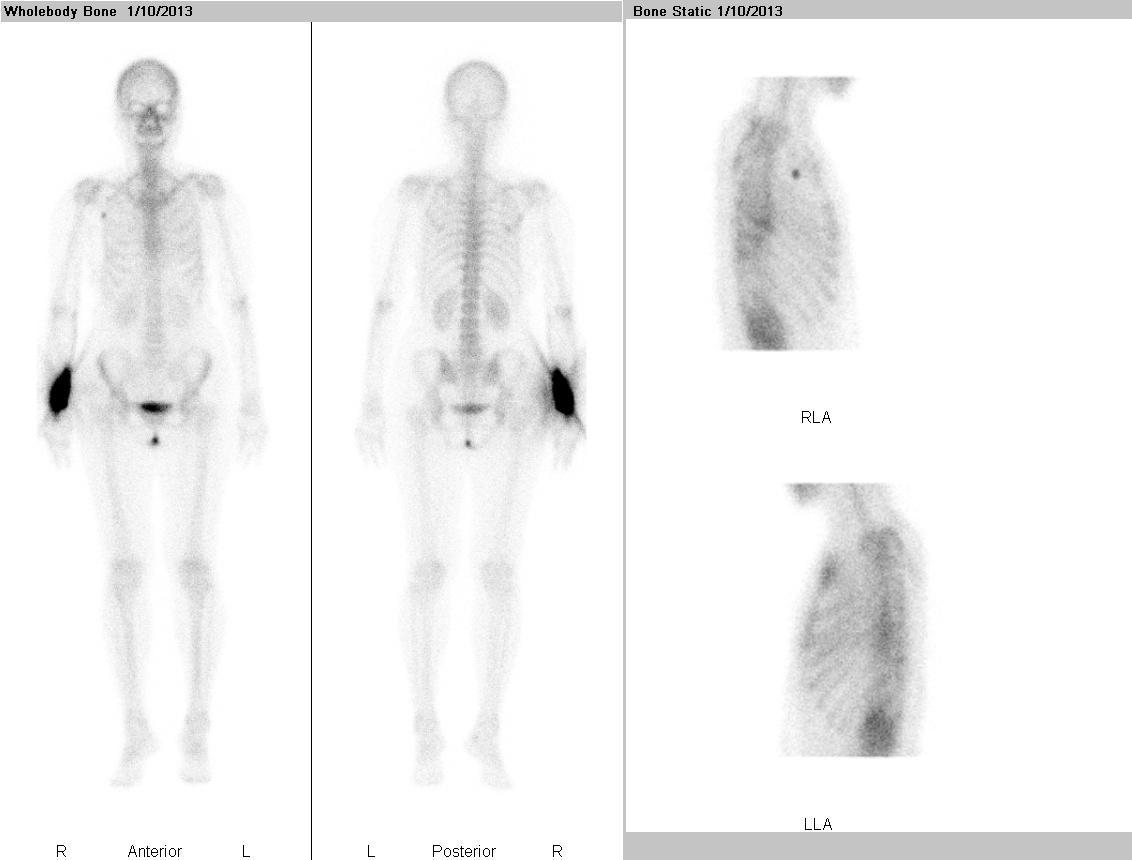 Wholebody Bone 1/10/2013
R Anterior L
L Posterior R
Bone Static 1/10/2013
RLA
LLA